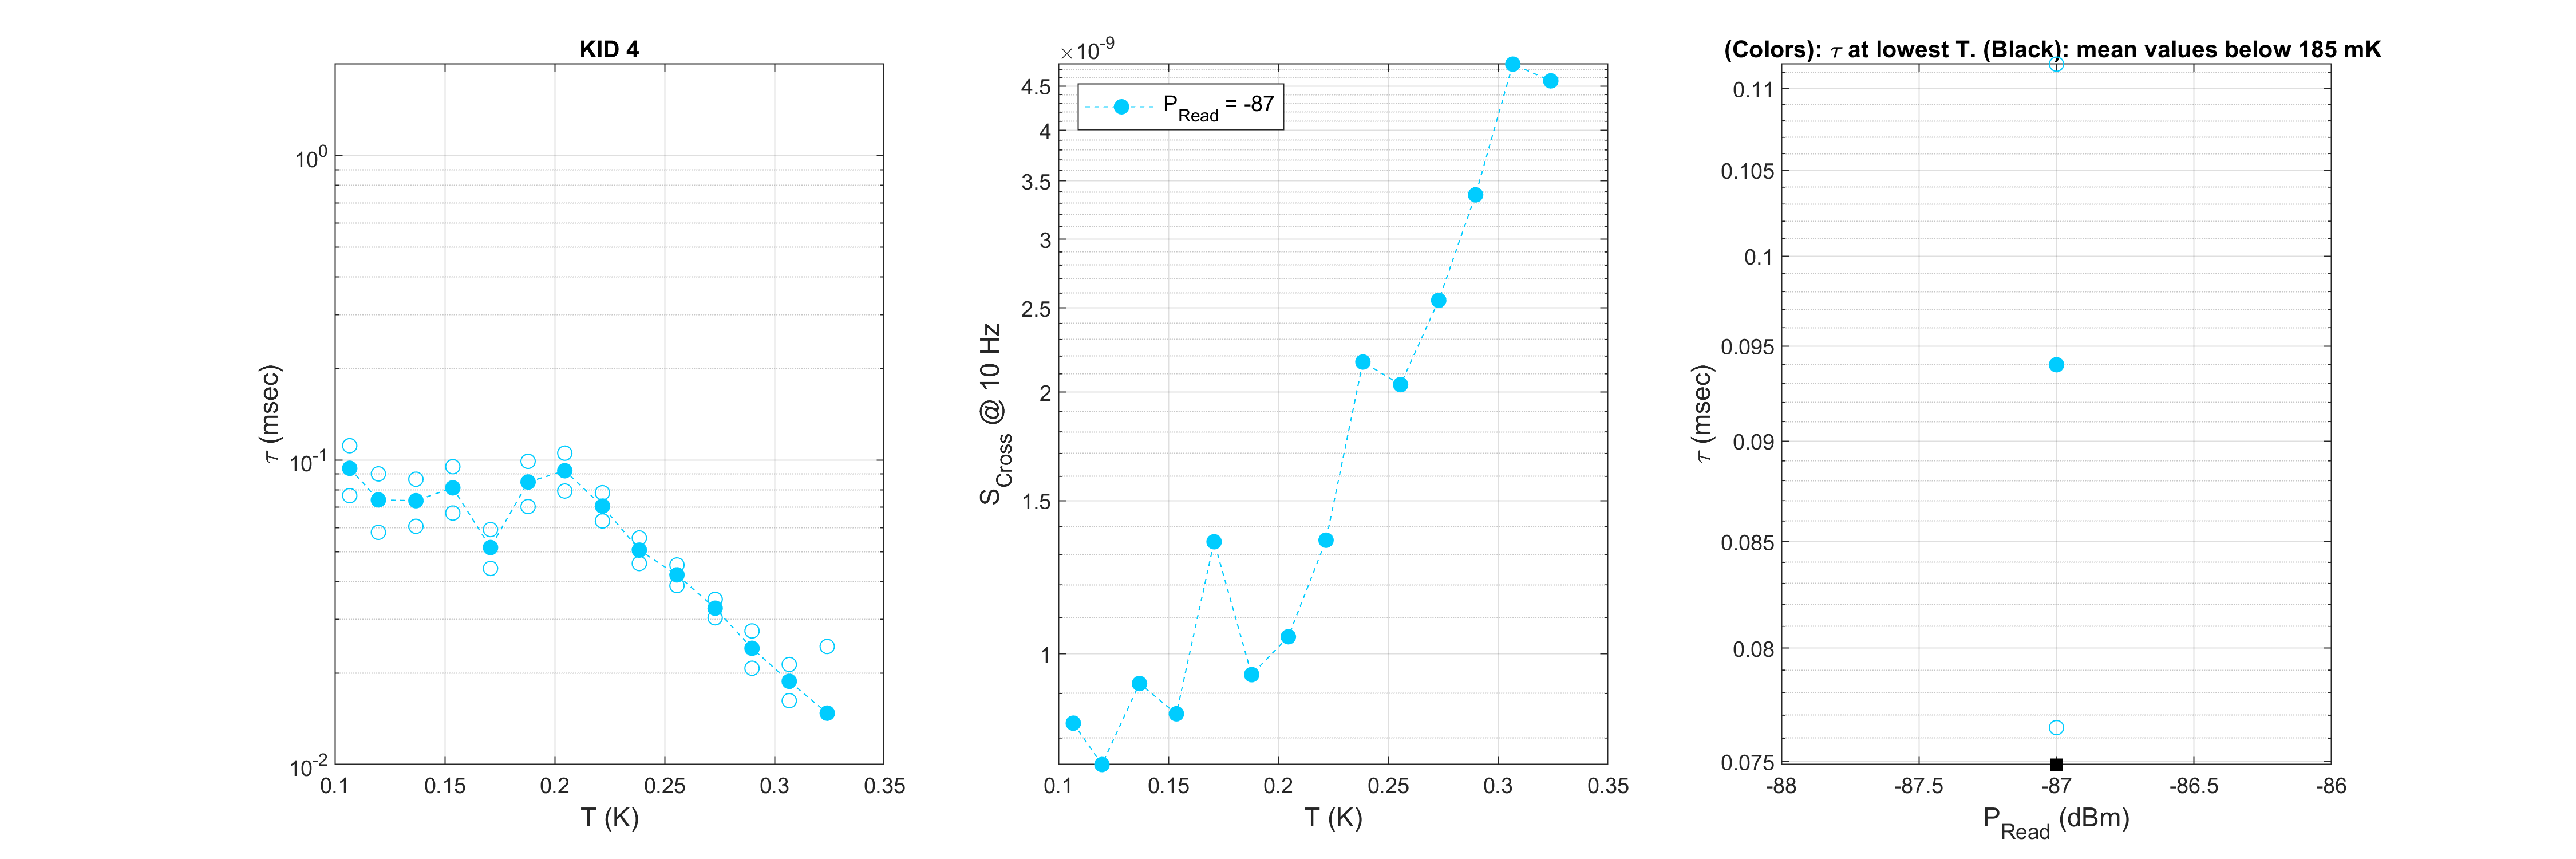 KID 4
10^0
10^-1
10^-2
τ (msec)
0.1 0.15 0.2 0.25 0.3 0.35
T (K)
×10^-9
P_Read = -87
4.5
4
3.5
3
2.5
2
1.5
1
S_Cross @ 10 Hz
0.1 0.15 0.2 0.25 0.3 0.35
T (K)
(Colors): τ at lowest T. (Black): mean values below 185 mK
0.11
0.105
0.1
0.095
0.09
0.085
0.08
0.075
τ (msec)
-88 -87.5 -87 -86.5 -86
P_Read (dBm)